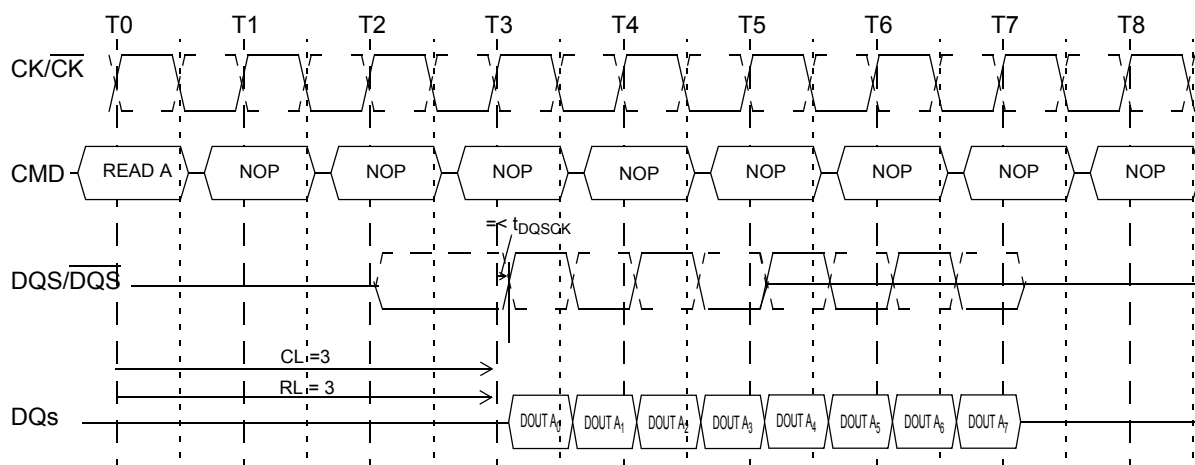 T0 T1 T2 T3 T4 T5 T6 T7 T8
CK/CK
CMD READ A NOP NOP NOP NOP NOP NOP NOP NOP
=< tDQSCK
DQS/DQS
CL =3
RL = 3
DQs DOUT A0 DOUT A1 DOUT A2 DOUT A3 DOUT A4 DOUT A5 DOUT A6 DOUT A7